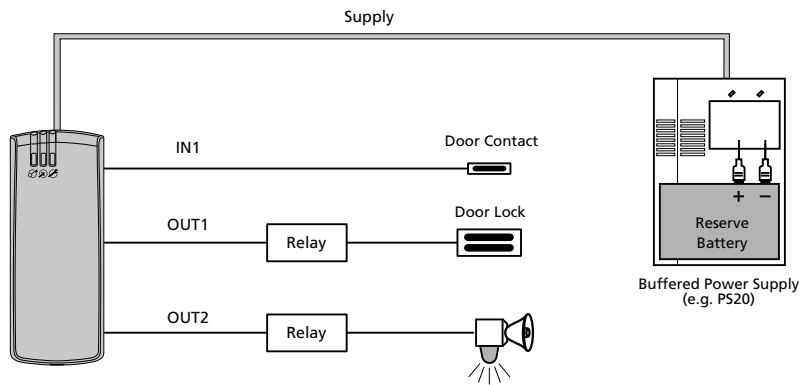 Supply
IN1
Door Contact
OUT1
Relay
Door Lock
OUT2
Relay
+ −
Reserve
Battery
Buffered Power Supply
(e.g. PS20)